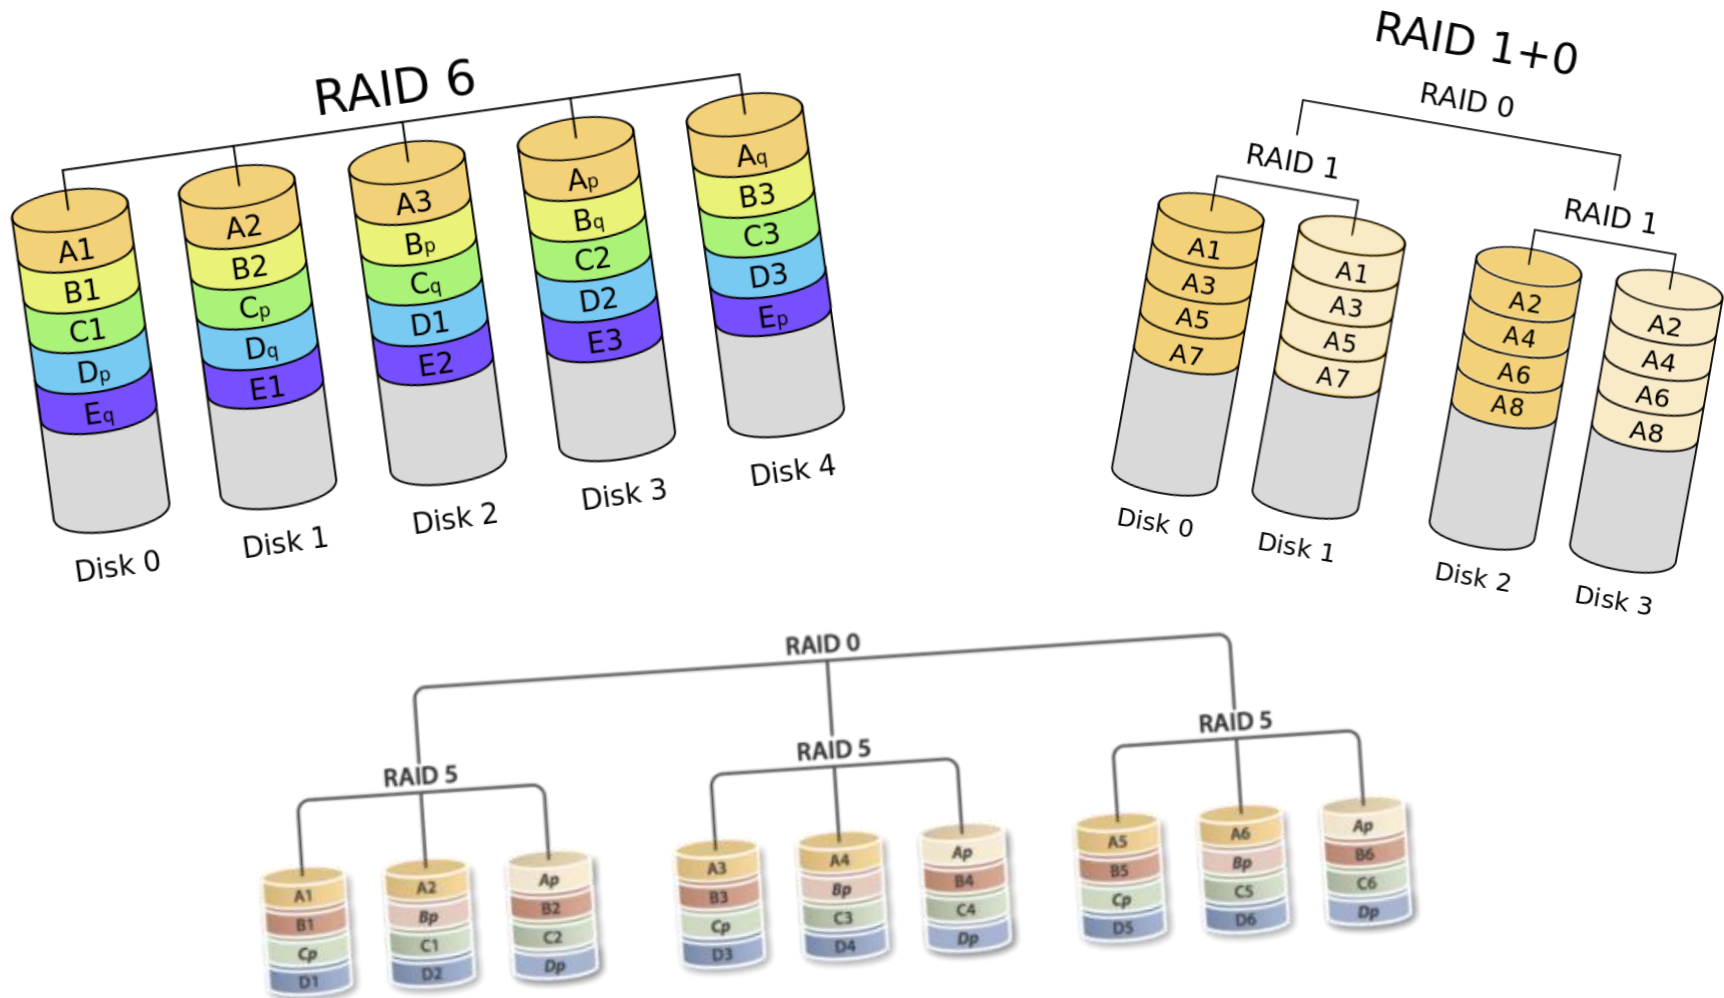 RAID 6
A1
B1
C1
Dp
Eq
Disk 0
A2
B2
Cp
Dq
E1
Disk 1
A3
Bp
Cq
D1
E2
Disk 2
Ap
Bq
C2
D2
E3
Disk 3
Aq
B3
C3
D3
Ep
Disk 4
RAID 1+0
RAID 0
RAID 1
A1
A3
A5
A7
Disk 0
A1
A3
A5
A7
Disk 1
RAID 1
A2
A4
A6
A8
Disk 2
A2
A4
A6
A8
Disk 3
RAID 0
RAID 5
A1
B1
Cp
D1
A2
Bp
C1
D2
Ap
B2
C2
Dp
RAID 5
A3
B3
Cp
D3
A4
Bp
C3
D4
Ap
B4
C4
Dp
RAID 5
A5
B5
Cp
D5
A6
Bp
C5
D6
Ap
B6
C6
Dp